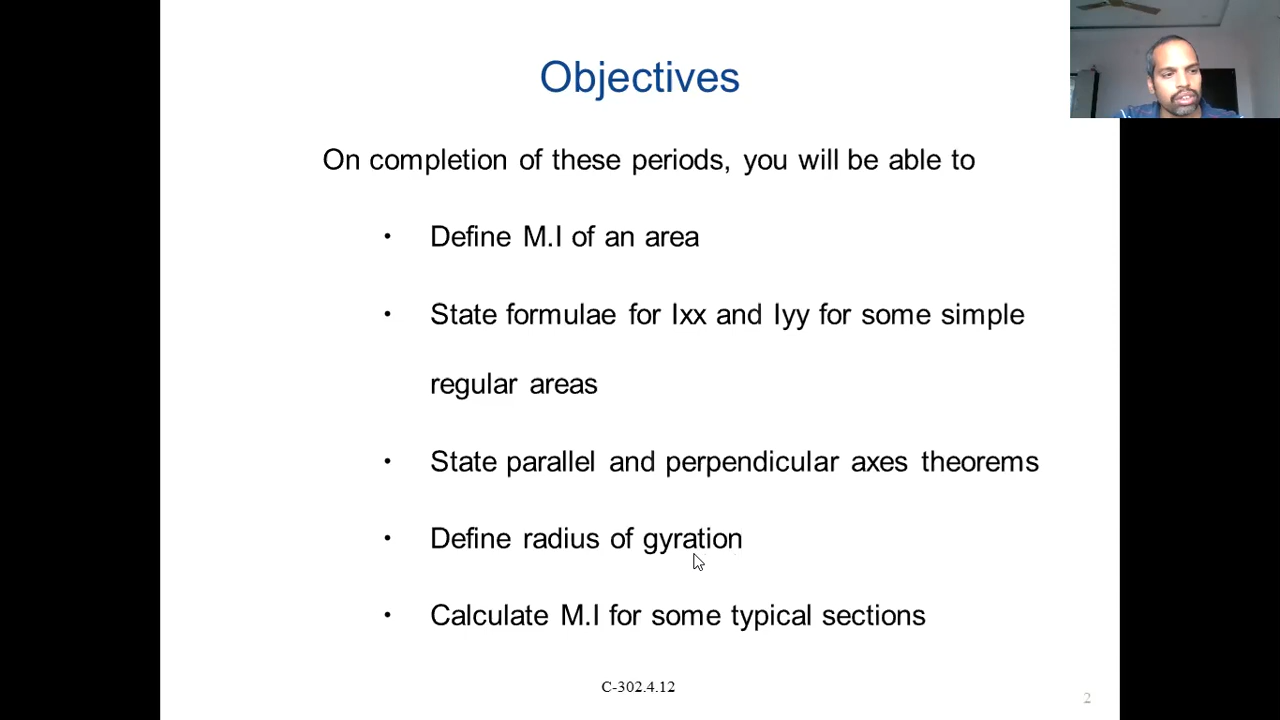 Objectives
On completion of these periods, you will be able to
• Define M.I of an area
• State formulae for Ixx and Iyy for some simple
regular areas
• State parallel and perpendicular axes theorems
• Define radius of gyration
• Calculate M.I for some typical sections
C-302.4.12
2